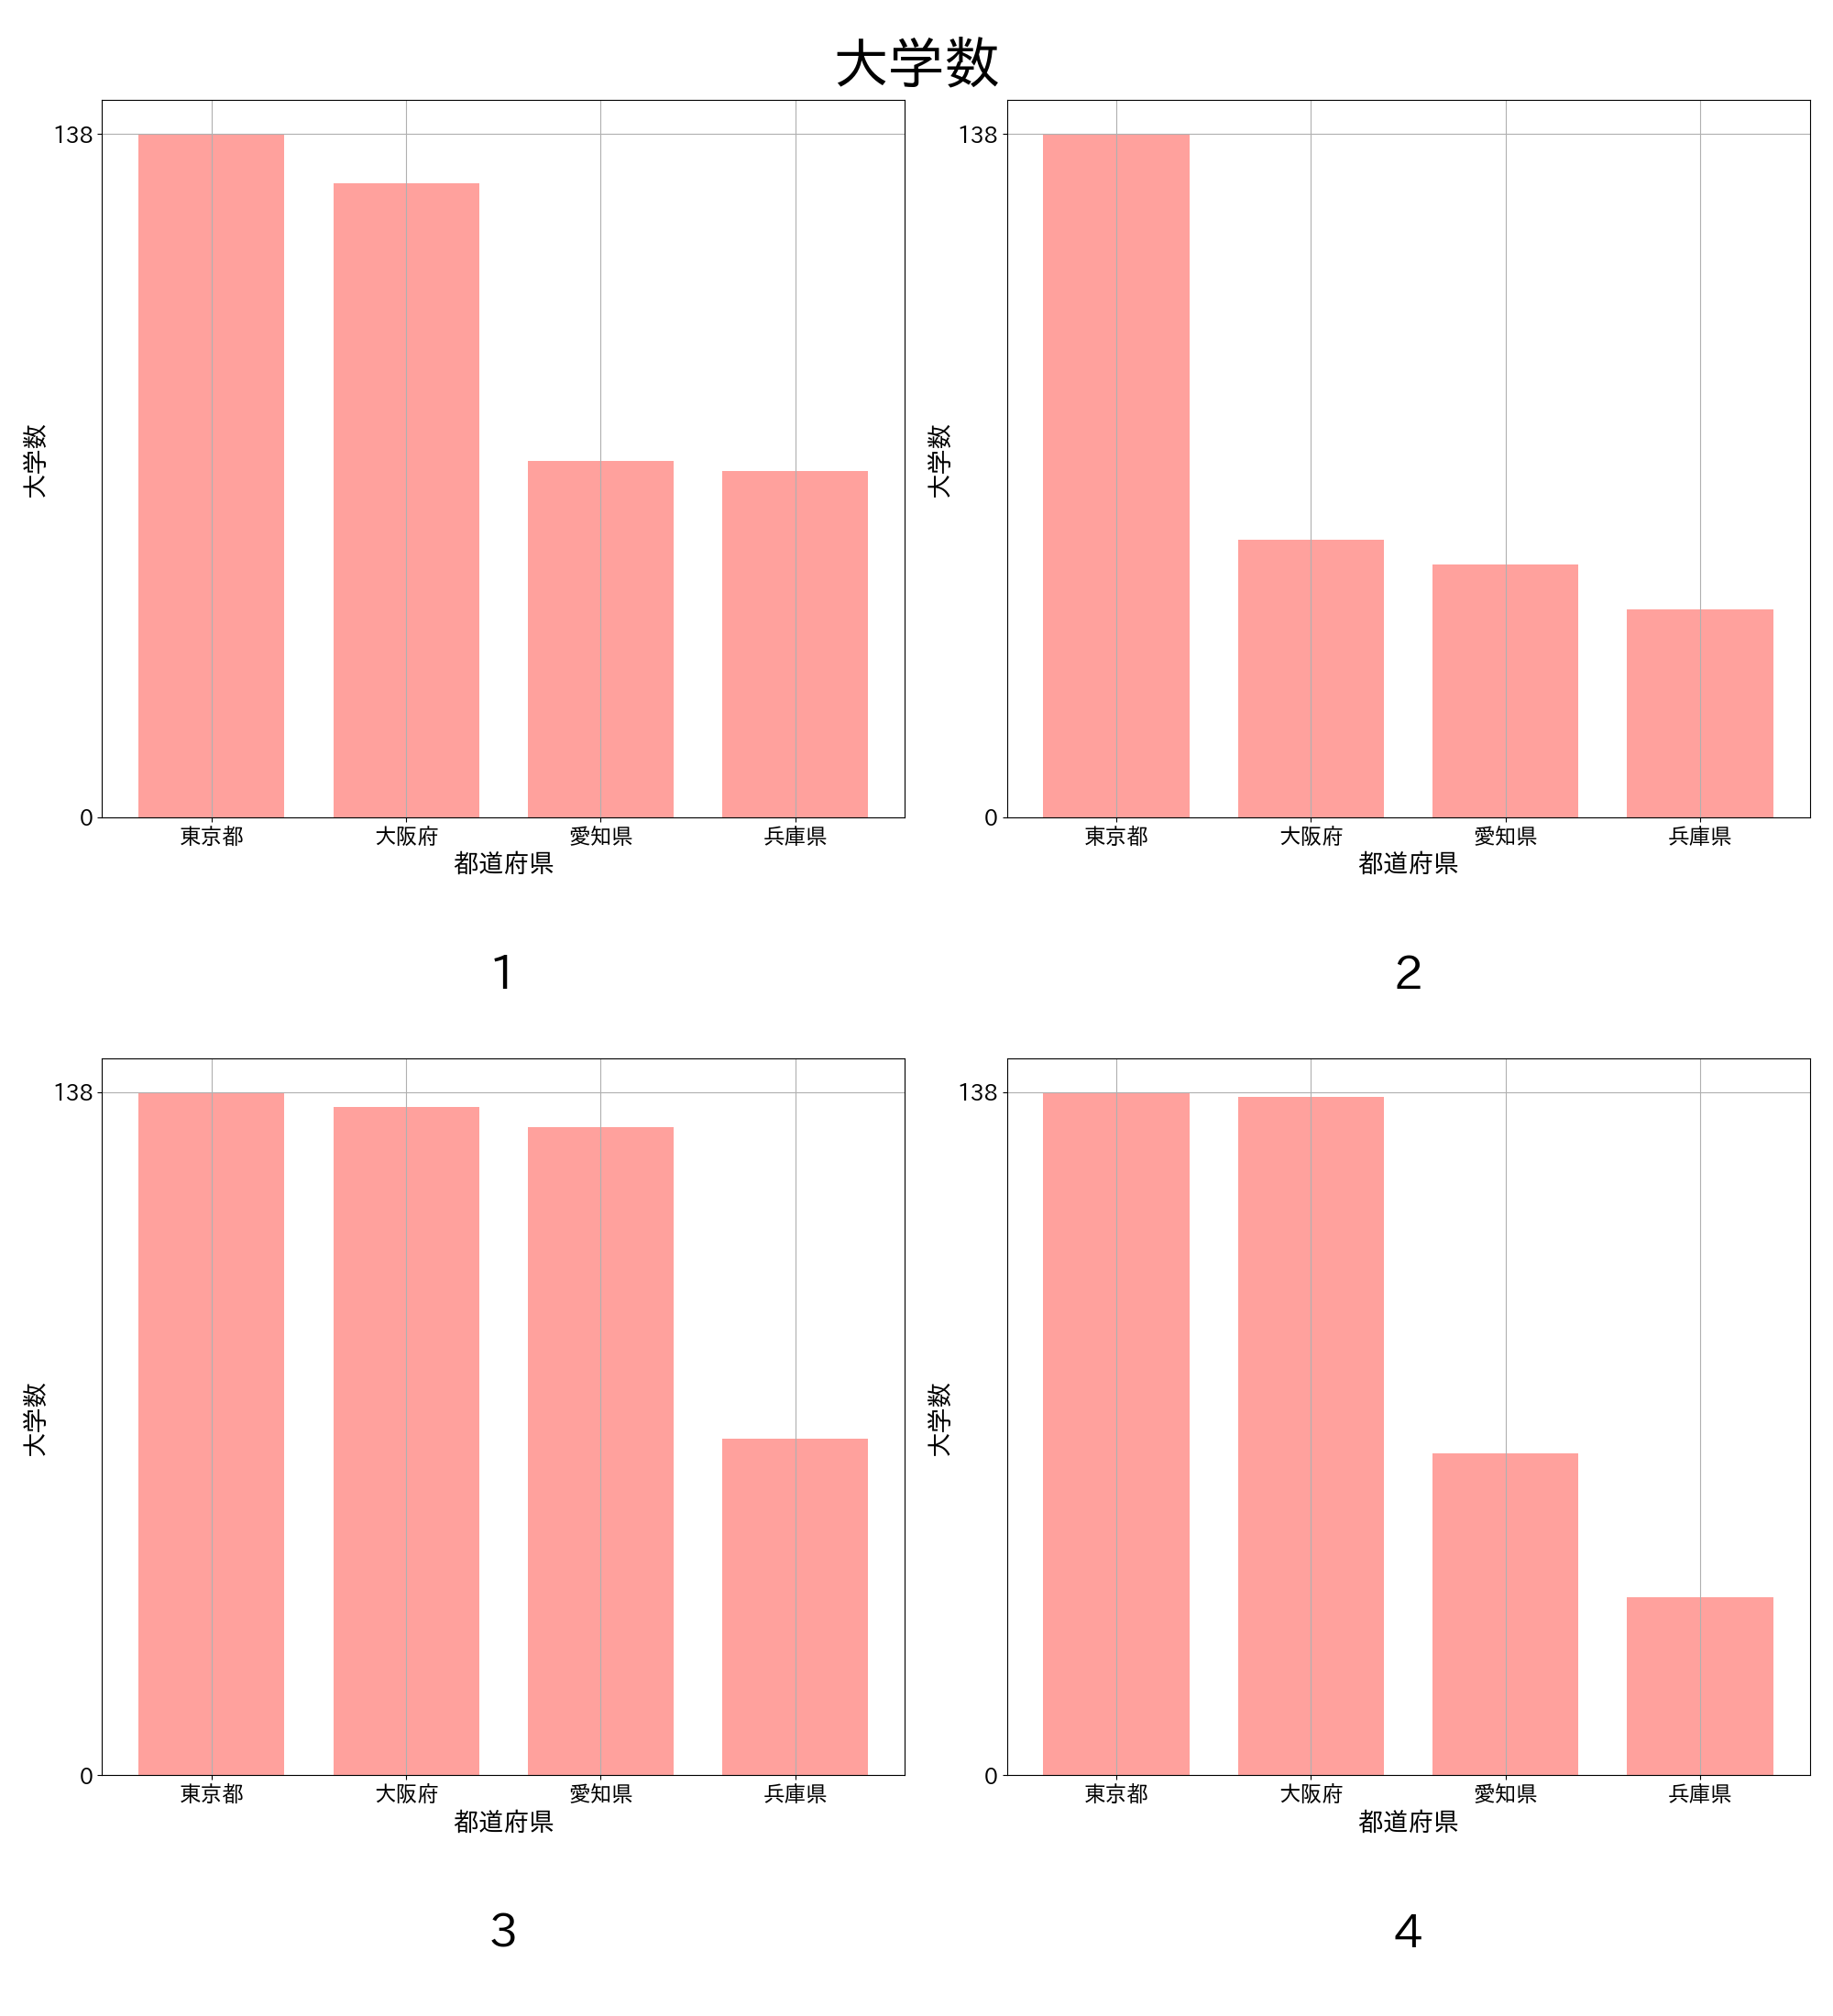 大学数
138
0
大学数
東京都 大阪府 愛知県 兵庫県
都道府県
1
138
0
大学数
東京都 大阪府 愛知県 兵庫県
都道府県
2
138
0
大学数
東京都 大阪府 愛知県 兵庫県
都道府県
3
138
0
大学数
東京都 大阪府 愛知県 兵庫県
都道府県
4